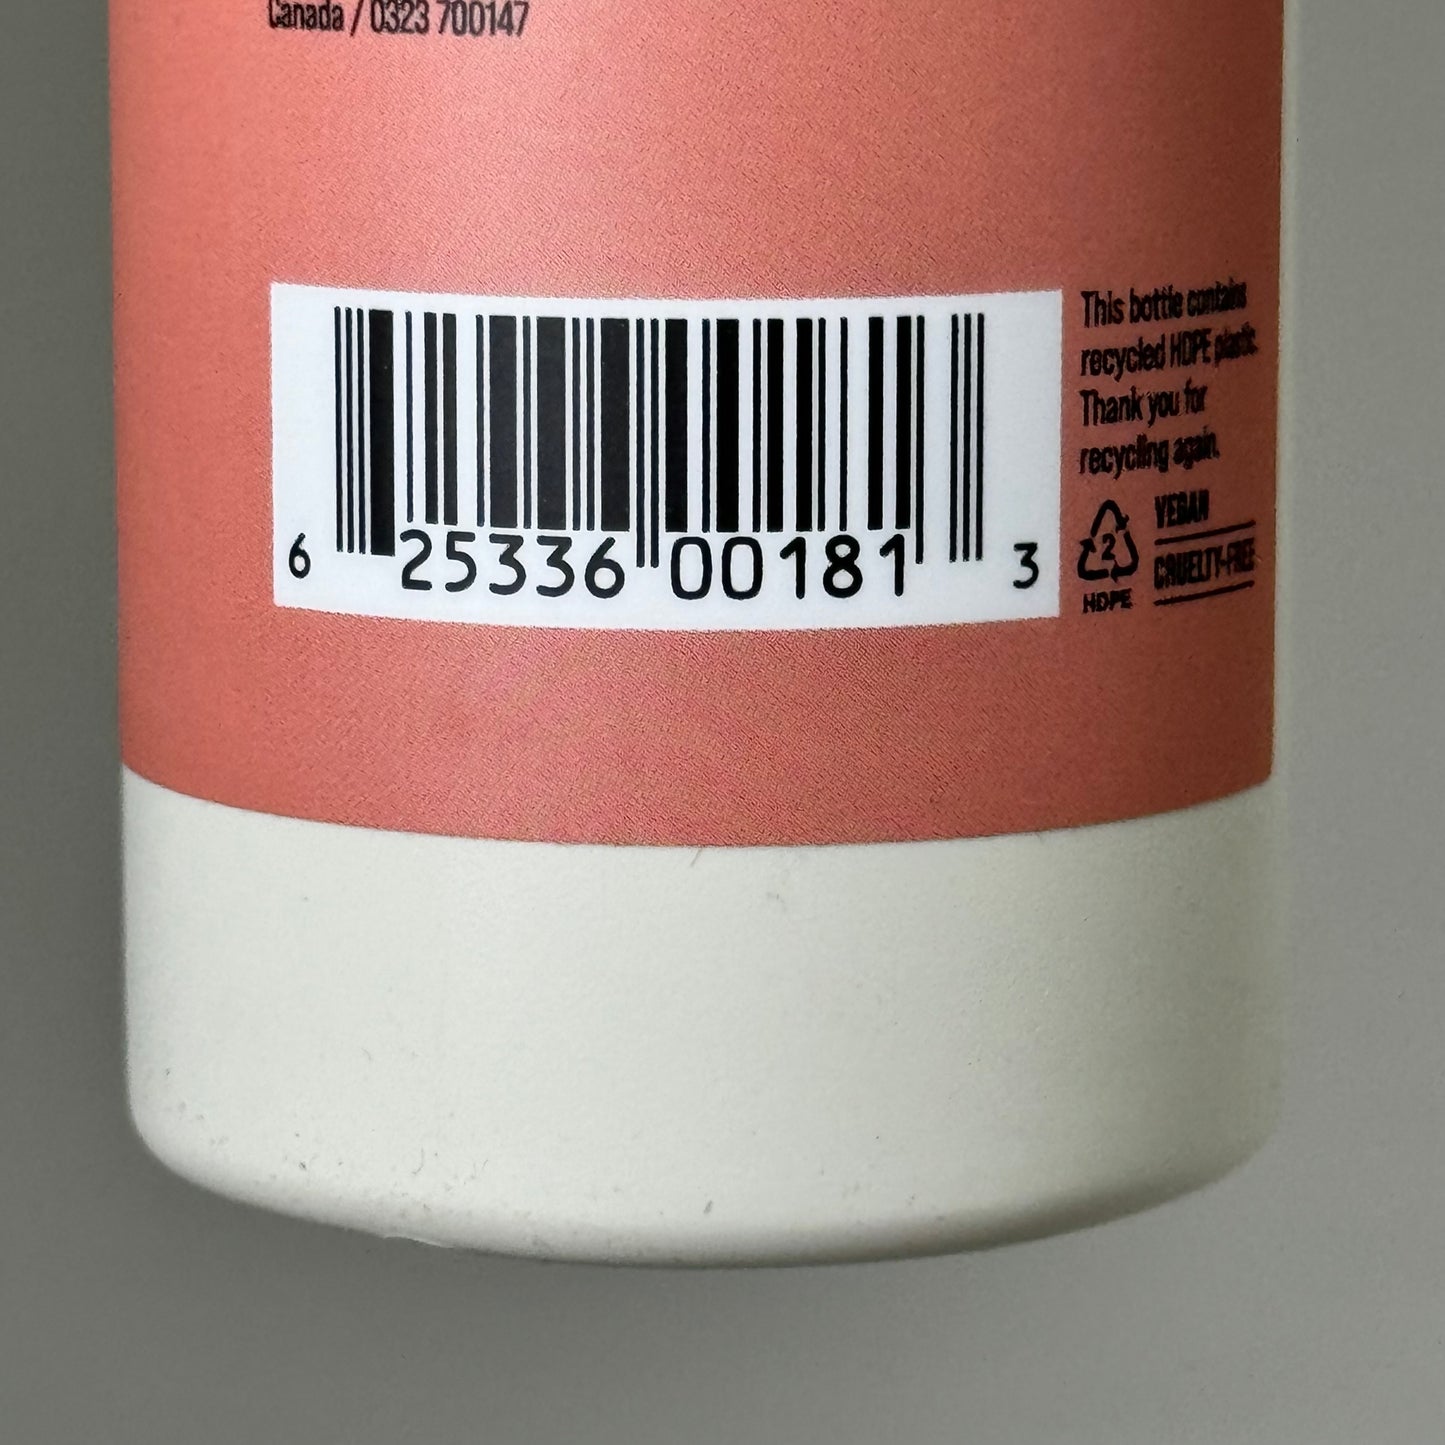 Canada / 0323 700147
This bottle contains
recycled HDPE plastic.
Thank you for
recycling again.
2
HDPE
VEGAN
CRUELTY-FREE
6 25336 00181 3